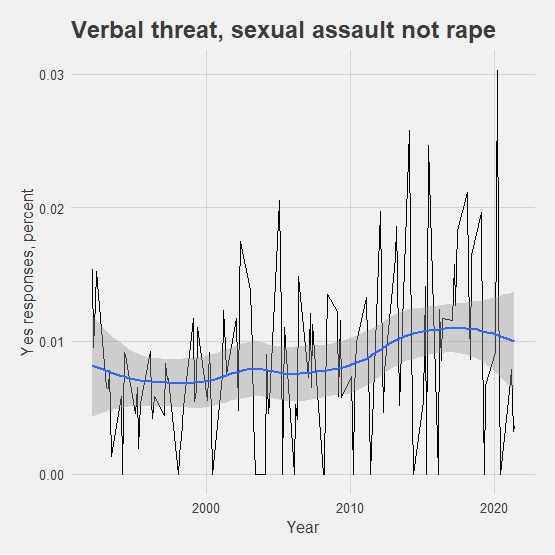 Verbal threat, sexual assault not rape
0.03
0.02
0.01
0.00
Yes responses, percent
2000 2010 2020
Year